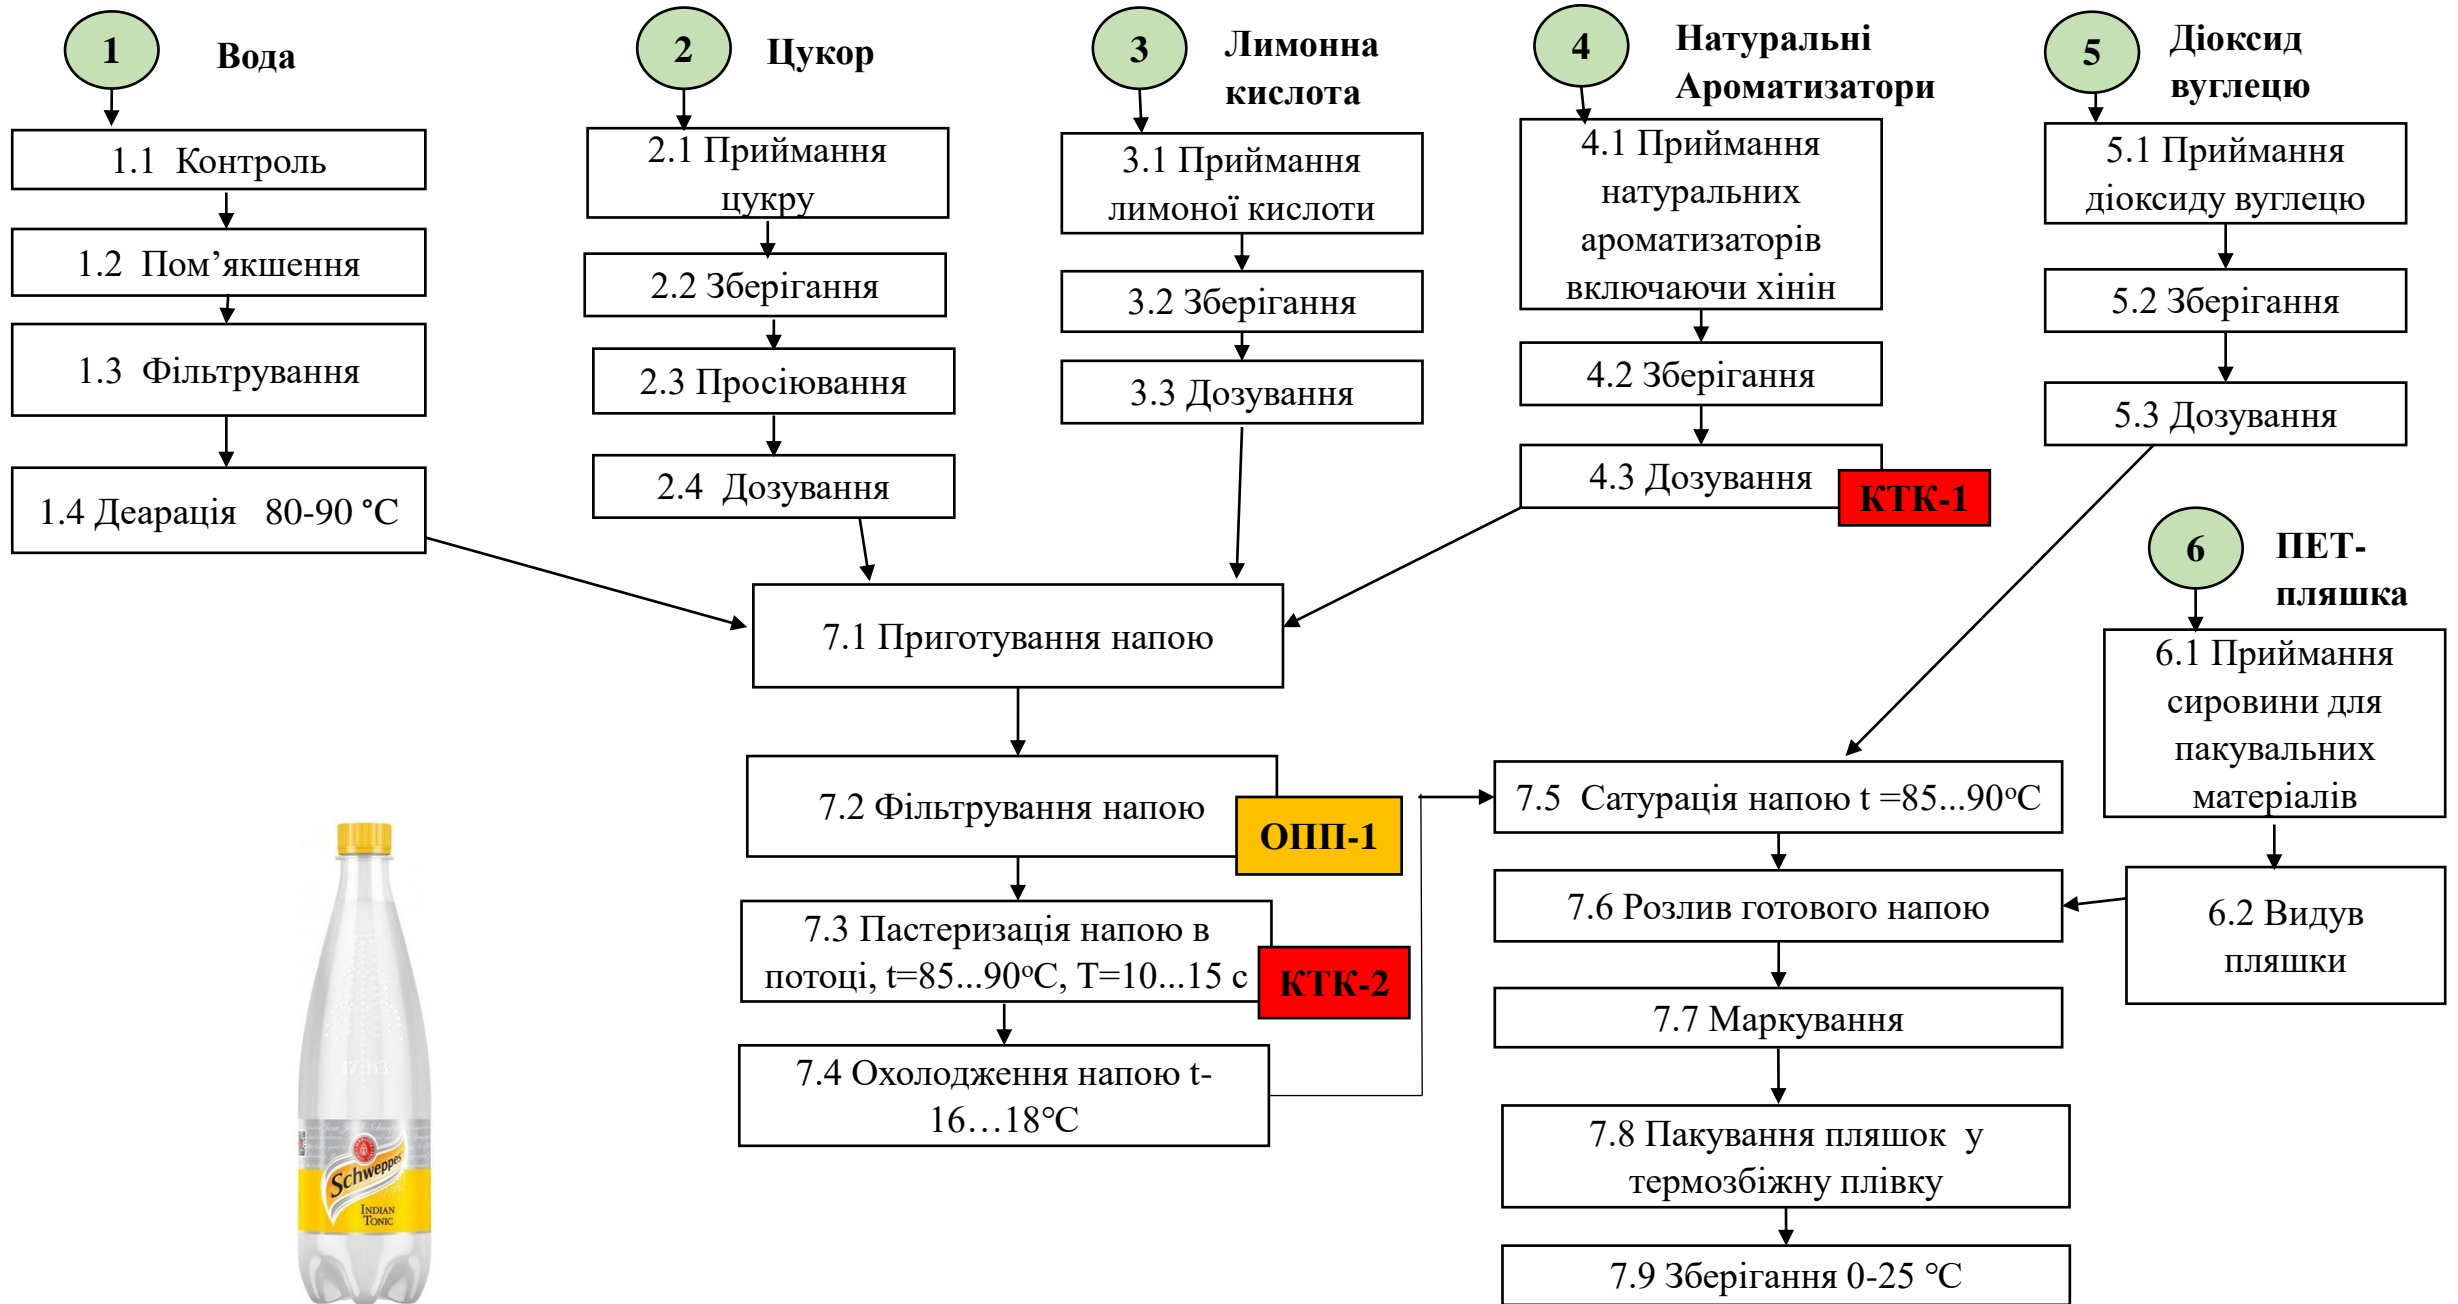 1
Вода
2
Цукор
3
Лимонна
кислота
4
Натуральні
Ароматизатори
5
Діоксид
вуглецю
1.1 Контроль
1.2 Пом’якшення
1.3 Фільтрування
1.4 Деарація 80-90 °C
2.1 Приймання
цукру
2.2 Зберігання
2.3 Просіювання
2.4 Дозування
3.1 Приймання
лимоної кислоти
3.2 Зберігання
3.3 Дозування
4.1 Приймання
натуральних
ароматизаторів
включаючи хінін
4.2 Зберігання
4.3 Дозування
КТК-1
5.1 Приймання
діоксиду вуглецю
5.2 Зберігання
5.3 Дозування
6
ПЕТ-
пляшка
6.1 Приймання
сировини для
пакувальних
матеріалів
6.2 Видув
пляшки
7.1 Приготування напою
7.2 Фільтрування напою
ОПП-1
7.3 Пастеризація напою в
потоці, t=85...90°C, T=10...15 с
КТК-2
7.4 Охолодження напою t-
16…18°C
7.5 Сатурація напою t =85...90°C
7.6 Розлив готового напою
7.7 Маркування
7.8 Пакування пляшок у
термозбіжну плівку
7.9 Зберігання 0-25 °C
Schweppes
INDIAN
TONIC